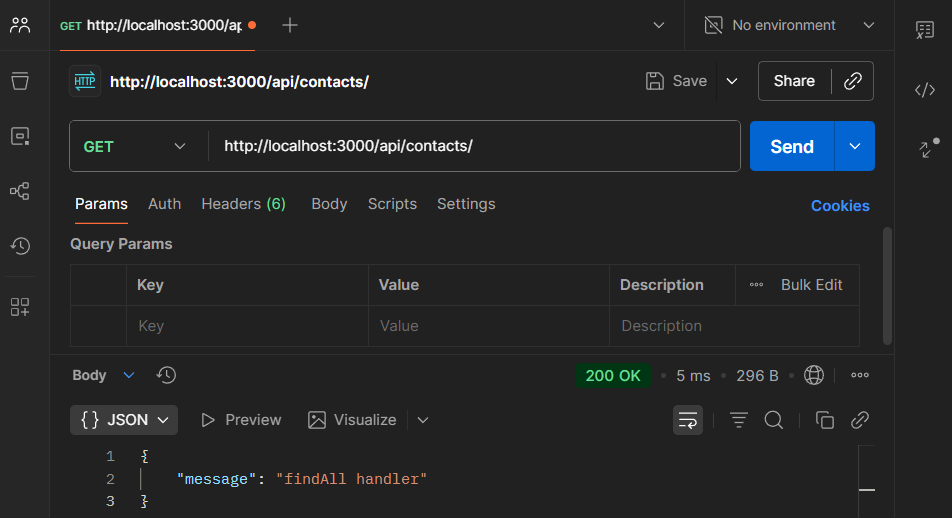 GET http://localhost:3000/ap
No environment
HTTP http://localhost:3000/api/contacts/
Save
Share
GET http://localhost:3000/api/contacts/
Send
Params Auth Headers (6) Body Scripts Settings
Cookies
Query Params
Key Value Description Bulk Edit
Key Value Description
Body 200 OK 5 ms 296 B
{} JSON Preview Visualize
1 {
2 "message": "findAll handler"
3 }